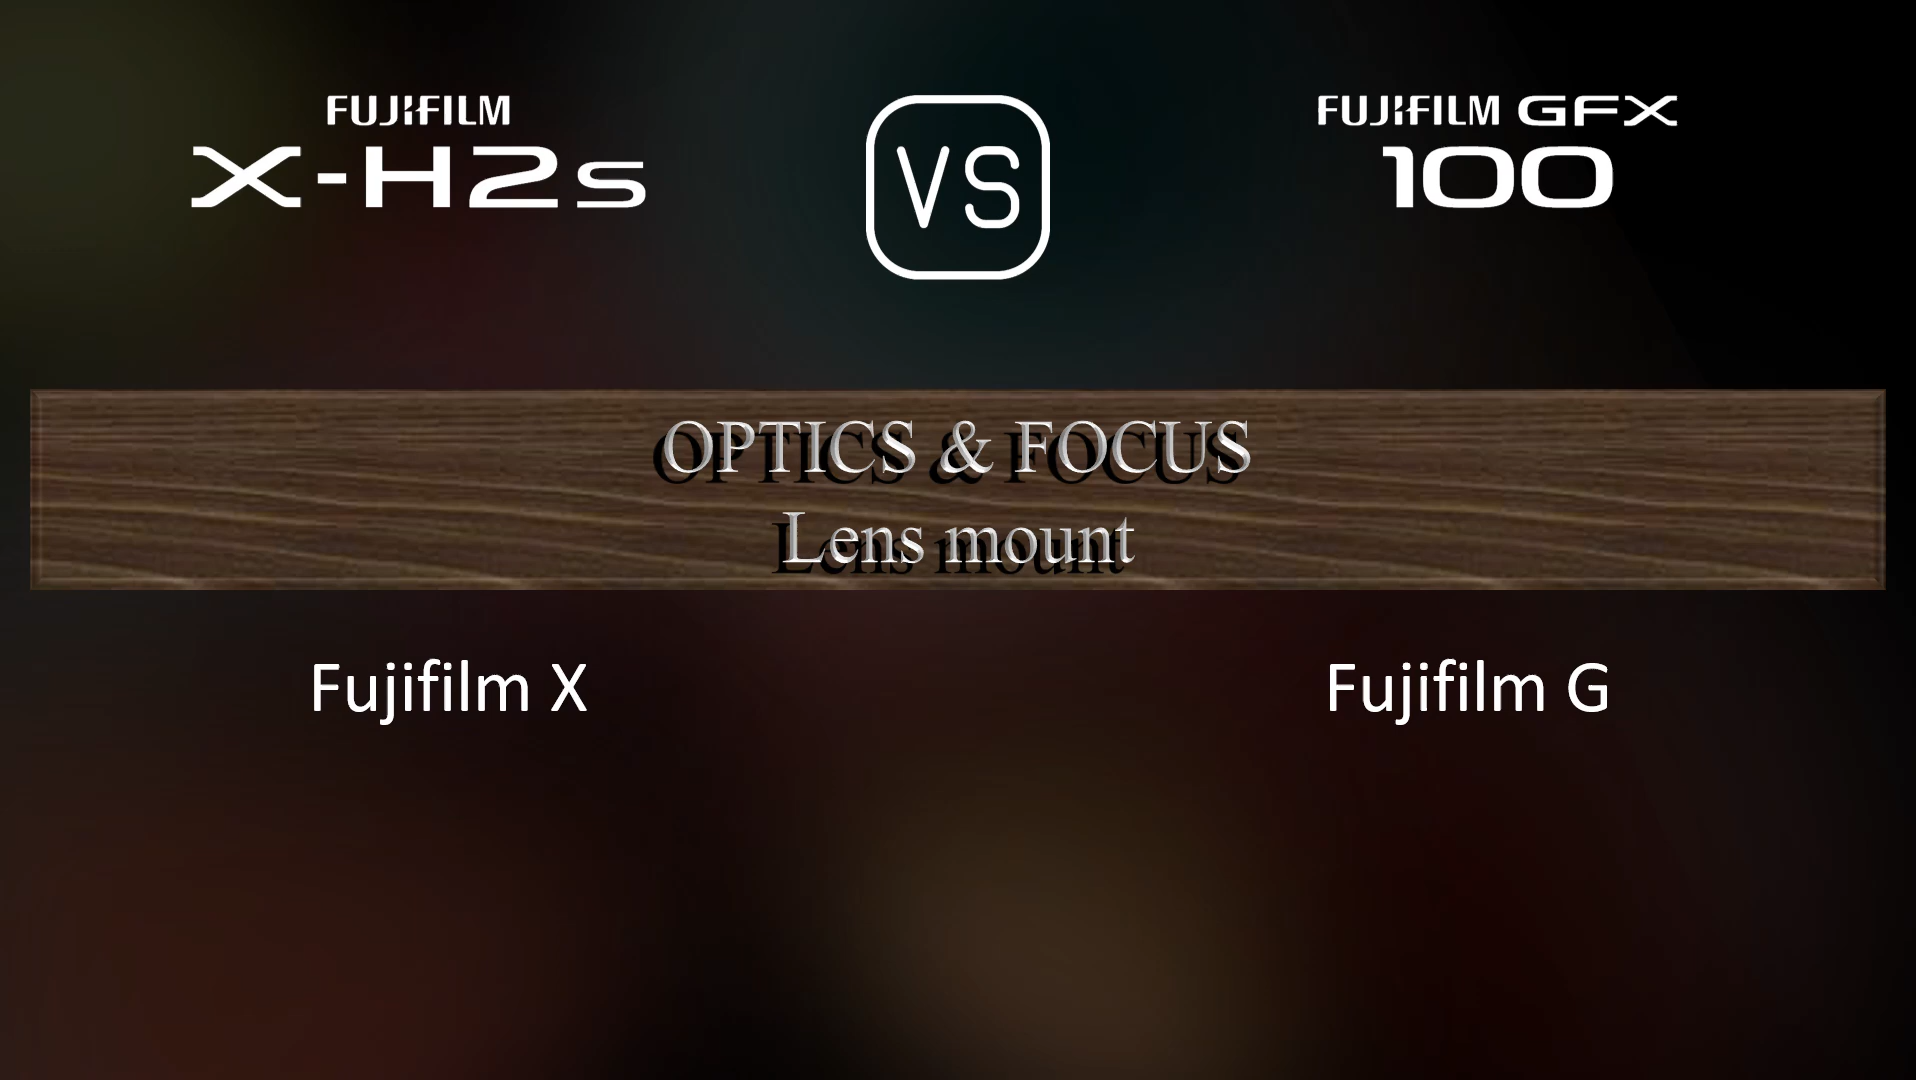 FUJIFILM
X-H2s
VS
FUJIFILM GFX
100
OPTICS & FOCUS
Lens mount
Fujifilm X
Fujifilm G